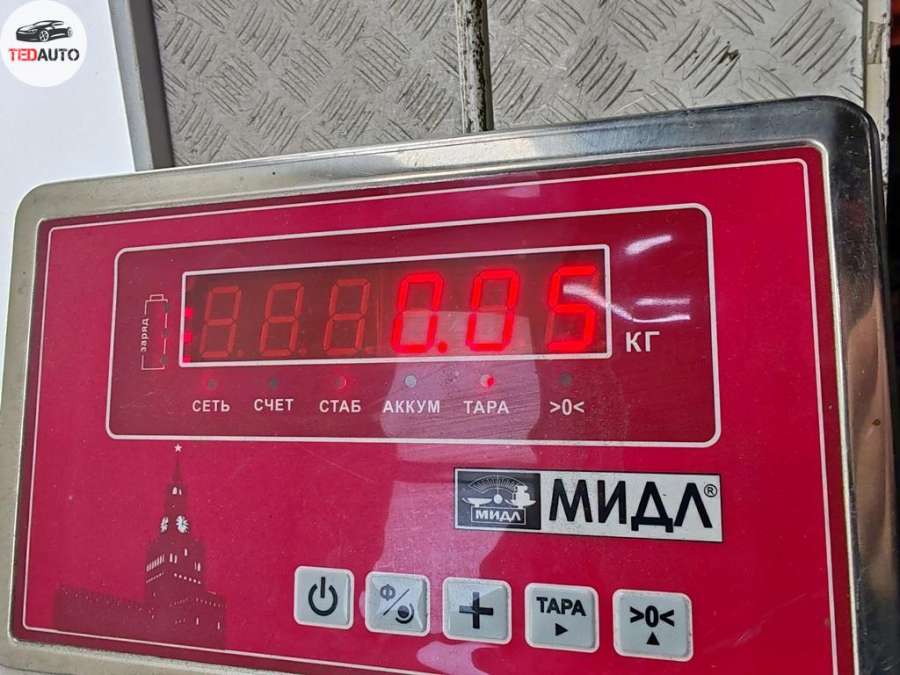 TEDAUTO
заряд
0.05
КГ
СЕТЬ СЧЕТ СТАБ АККУМ ТАРА >0<
МИДЛ МИДЛ®
Ф ТАРА >0<